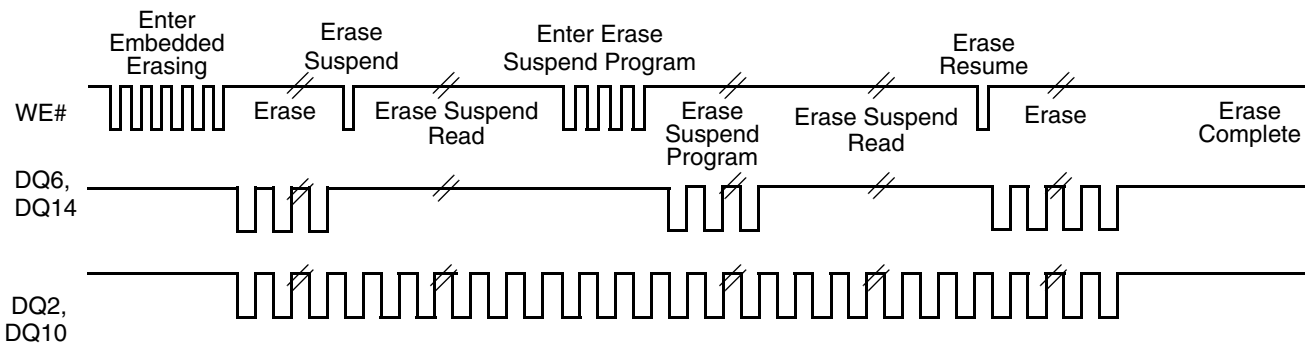 Enter
Embedded
Erasing
Erase
Suspend
Enter Erase
Suspend Program
Erase
Resume
WE#
Erase
Erase Suspend
Read
Erase
Suspend
Program
Erase Suspend
Read
Erase
Erase
Complete
DQ6,
DQ14
DQ2,
DQ10